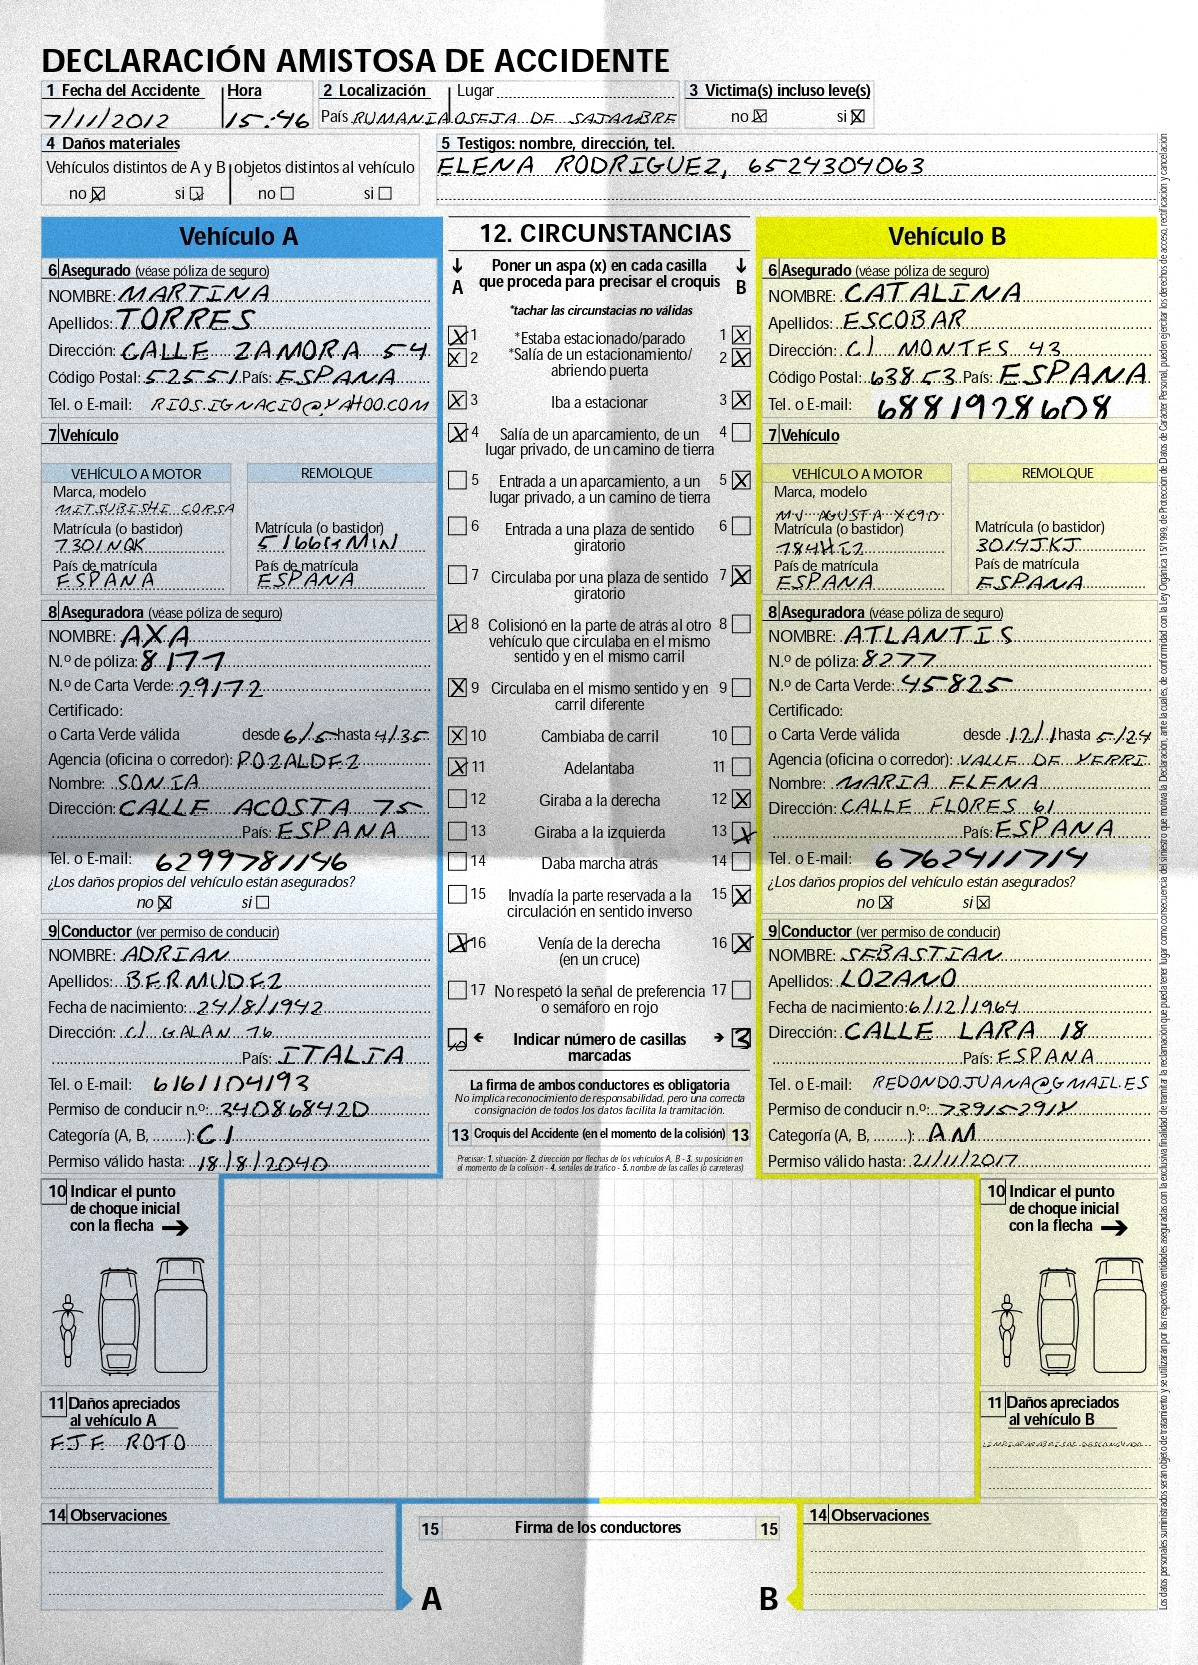 DECLARACIÓN AMISTOSA DE ACCIDENTE
1 Fecha del Accidente Hora 2 Localización Lugar 3 Victima(s) incluso leve(s)
7/11/2012 15:46 País RUMANIA OSEJA DE SAJAMBRE no si
4 Daños materiales
Vehículos distintos de A y B objetos distintos al vehículo
no si no si
5 Testigos: nombre, dirección, tel.
ELENA RODRIGUEZ, 6524304063
Vehículo A
6 Asegurado (véase póliza de seguro)
NOMBRE: MARTINA
Apellidos: TORRES
Dirección: CALLE ZAMORA 54
Código Postal: 52551 País: ESPANA
Tel. o E-mail: RIOS.IGNACIO@YAHOO.COM
7 Vehículo
VEHÍCULO A MOTOR REMOLQUE
Marca, modelo
MITSUBISHI CORSA
Matrícula (o bastidor) Matrícula (o bastidor)
7301NQK 5166GMIN
País de matrícula País de matrícula
ESPANA ESPANA
8 Aseguradora (véase póliza de seguro)
NOMBRE: AXA
N.º de póliza: 8177
N.º de Carta Verde: 29172
Certificado:
o Carta Verde válida desde 6/5 hasta 4/35
Agencia (oficina o corredor): POZALDEZ
Nombre: SONIA
Dirección: CALLE ACOSTA 75
País: ESPANA
Tel. o E-mail: 6299781146
¿Los daños propios del vehículo están asegurados?
no si
9 Conductor (ver permiso de conducir)
NOMBRE: ADRIAN
Apellidos: BERMUDEZ
Fecha de nacimiento: 24/8/1942
Dirección: C/ GALAN 76
País: ITALIA
Tel. o E-mail: 6161104193
Permiso de conducir n.º: 34086842D
Categoría (A, B, ........): C1
Permiso válido hasta: 18/8/2040
12. CIRCUNSTANCIAS
A Poner un aspa (x) en cada casilla que proceda para precisar el croquis B
*tachar las circunstacias no válidas
1 *Estaba estacionado/parado 1
2 *Salía de un estacionamiento/ 2
abriendo puerta
3 Iba a estacionar 3
4 Salía de un aparcamiento, de un 4
lugar privado, de un camino de tierra
5 Entrada a un aparcamiento, a un 5
lugar privado, a un camino de tierra
6 Entrada a una plaza de sentido 6
giratorio
7 Circulaba por una plaza de sentido 7
giratorio
8 Colisionó en la parte de atrás al otro 8
vehículo que circulaba en el mismo
sentido y en el mismo carril
9 Circulaba en el mismo sentido y en 9
carril diferente
10 Cambiaba de carril 10
11 Adelantaba 11
12 Giraba a la derecha 12
13 Giraba a la izquierda 13
14 Daba marcha atrás 14
15 Invadía la parte reservada a la 15
circulación en sentido inverso
16 Venía de la derecha 16
(en un cruce)
17 No respetó la señal de preferencia 17
o semáforo en rojo
10 Indicar número de casillas 3
marcadas
La firma de ambos conductores es obligatoria
No implica reconocimiento de responsabilidad, pero una correcta
consignación de todos los datos facilita la tramitación.
13 Croquis del Accidente (en el momento de la colisión) 13
Precisar: 1. situación- 2. dirección por flechas de los vehículos A, B - 3. su posición en
el momento de la colisión - 4. señales de tráfico - 5. nombre de las calles (o carreteras)
Vehículo B
6 Asegurado (véase póliza de seguro)
NOMBRE: CATALINA
Apellidos: ESCOBAR
Dirección: C/ MONTES 43
Código Postal: 63853 País: ESPANA
Tel. o E-mail: 6881928608
7 Vehículo
VEHÍCULO A MOTOR REMOLQUE
Marca, modelo
MV AGUSTA XC90
Matrícula (o bastidor) Matrícula (o bastidor)
3014JKJ
País de matrícula País de matrícula
ESPANA ESPANA
8 Aseguradora (véase póliza de seguro)
NOMBRE: ATLANTIS
N.º de póliza: 8277
N.º de Carta Verde: 45825
Certificado:
o Carta Verde válida desde 12/1 hasta 5/24
Agencia (oficina o corredor): VALLE DE YERRI
Nombre: MARIA ELENA
Dirección: CALLE FLORES 61
País: ESPANA
Tel. o E-mail: 6762411714
¿Los daños propios del vehículo están asegurados?
no si
9 Conductor (ver permiso de conducir)
NOMBRE: SEBASTIAN
Apellidos: LOZANO
Fecha de nacimiento: 6/12/1964
Dirección: CALLE LARA 18
País: ESPANA
Tel. o E-mail: REDONDOJUANA@GMAIL.ES
Permiso de conducir n.º: 73915291X
Categoría (A, B, ........): AM
Permiso válido hasta: 21/11/2017
10 Indicar el punto
de choque inicial
con la flecha
11 Daños apreciados
al vehículo A
EJE ROTO
10 Indicar el punto
de choque inicial
con la flecha
11 Daños apreciados
al vehículo B
LIMPIAPARABRISAS DESCONCHADO
14 Observaciones
15 Firma de los conductores 15
A B
14 Observaciones
Los datos personales suministrados serán objeto de tratamiento y se utilizarán por las respectivas entidades aseguradas con la exclusiva finalidad de tramitar la reclamación que pueda tener lugar como consecuencia del siniestro que motiva la Declaración, ante la cuales, de conformidad con la Ley Orgánica 15/1999, de Protección de Datos de Carácter Personal, pueden ejercitar los derechos de acceso, rectificación y cancelación